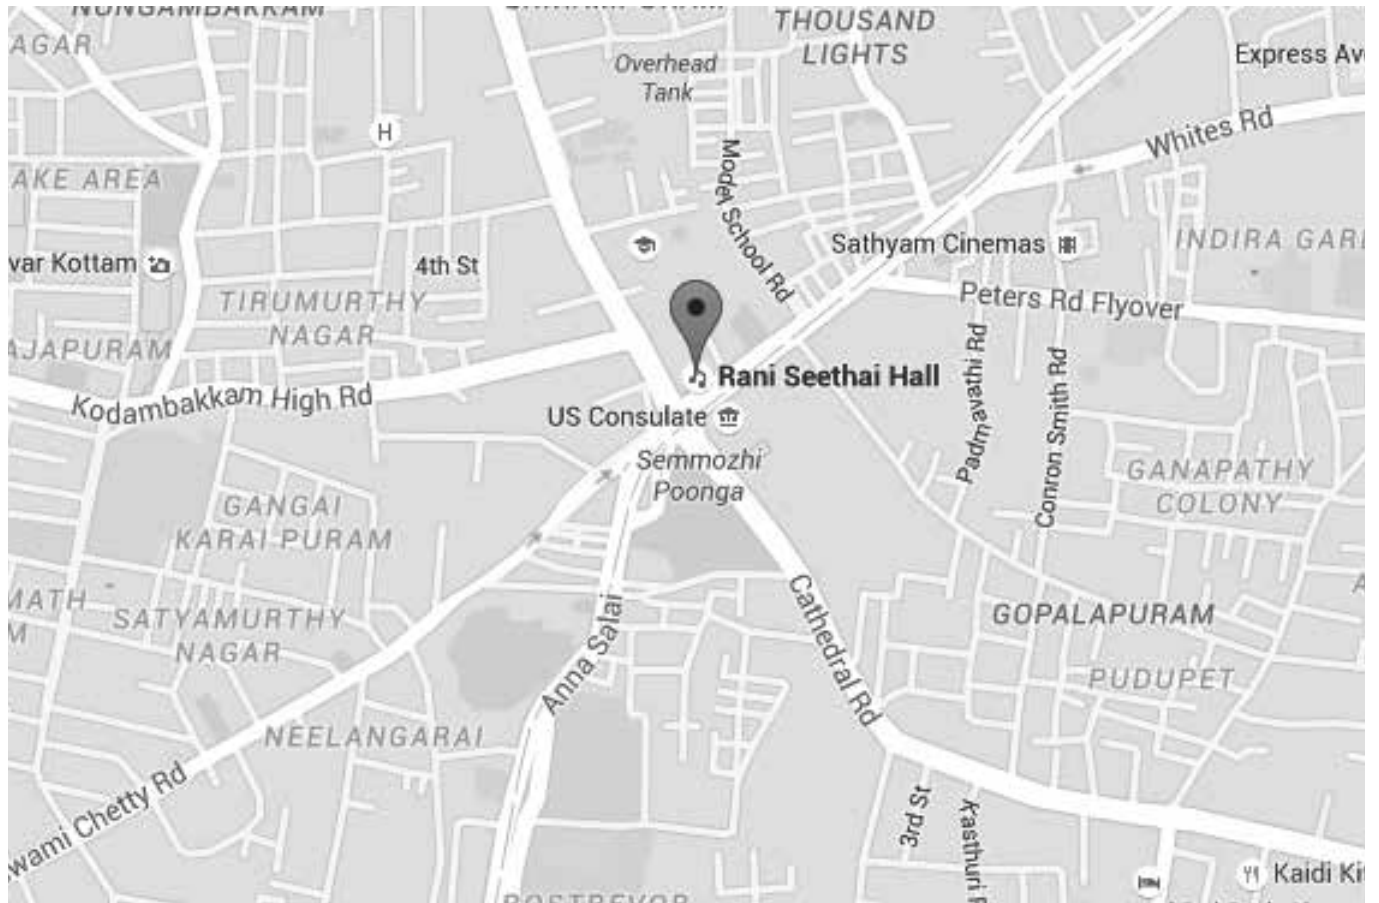 NUNGAMBAKKAM
THOUSAND
LIGHTS
AGAR
Overhead
Tank
Express Av
H
Whites Rd
Model School Rd
AKE AREA
Sathyam Cinemas
INDIRA GAR
var Kottam
4th St
TIRUMURTHY
NAGAR
Peters Rd Flyover
AJAPURAM
Padmavathi Rd
Conron Smith Rd
Rani Seethai Hall
Kodambakkam High Rd
US Consulate
Semmozhi
Poonga
GANAPATHY
COLONY
GANGAI
KARAI PURAM
MATH
M
SATYAMURTHY
NAGAR
Anna Salai
Cathedral Rd
GOPALAPURAM
A
PUDUPET
NEELANGARAI
wami Chetty Rd
3rd St
Kasthuri
Kaidi Ki